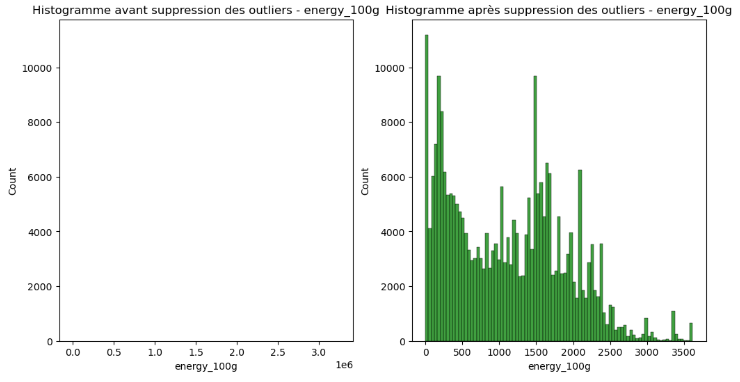 Histogramme avant suppression des outliers - energy_100g
Histogramme après suppression des outliers - energy_100g
Count
10000
8000
6000
4000
2000
0
0.0 0.5 1.0 1.5 2.0 2.5 3.0
1e6
energy_100g
Count
10000
8000
6000
4000
2000
0
0 500 1000 1500 2000 2500 3000 3500
energy_100g